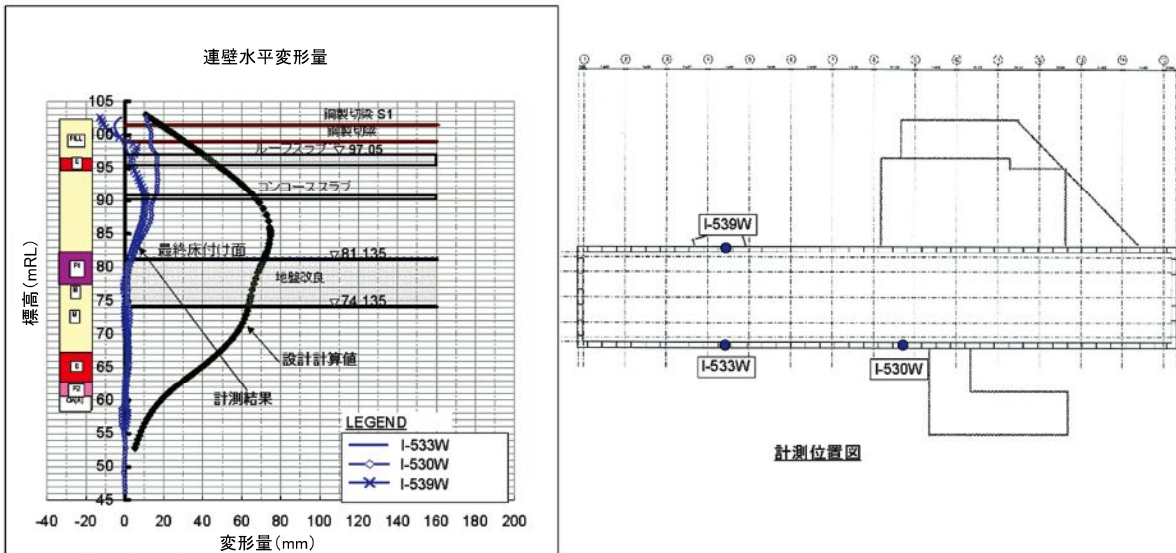 連壁水平変形量
105
100
95
90
85
80
75
70
65
60
55
50
45
標高(mRL)
FILL
E
F1
M
M
E
F2
OA(A)
鋼製切梁 S1
鋼製切梁
ルーフスラブ ▽ 97.05
コンコーススラブ
最終床付け面
▽81.135
地盤改良
▽74.135
設計計算値
計測結果
LEGEND
I-533W
I-530W
I-539W
-40 -20 0 20 40 60 80 100 120 140 160 180 200
変形量(mm)
I-539W
I-533W
I-530W
計測位置図